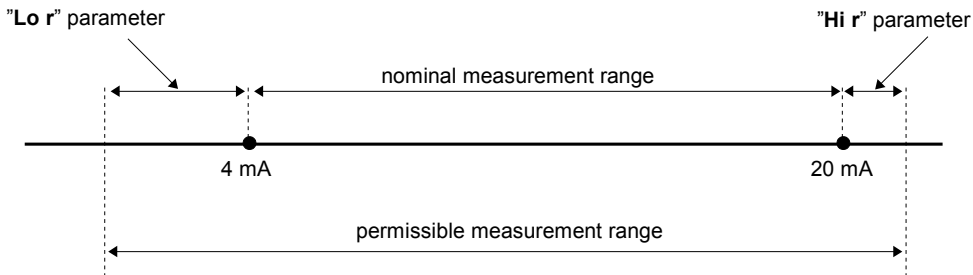 ”Lo r” parameter
”Hi r” parameter
nominal measurement range
4 mA
20 mA
permissible measurement range